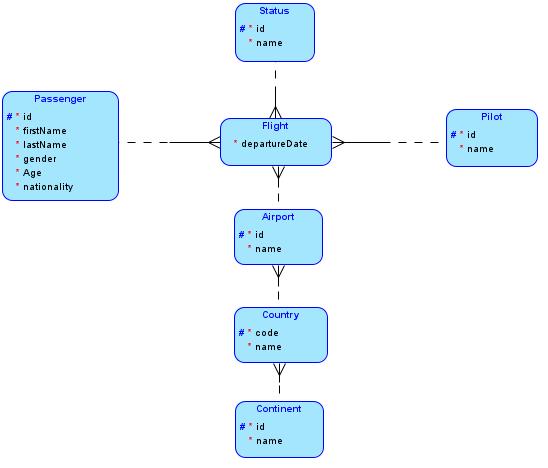 Status
# * id
* name
Passenger
# * id
* firstName
* lastName
* gender
* Age
* nationality
Flight
* departureDate
Pilot
# * id
* name
Airport
# * id
* name
Country
# * code
* name
Continent
# * id
* name